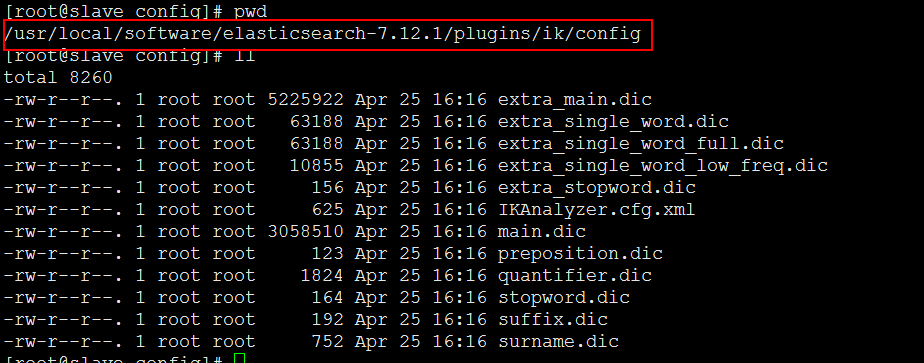 [root@slave config]# pwd
/usr/local/software/elasticsearch-7.12.1/plugins/ik/config
[root@slave config]# ll
total 8260
-rw-r--r--. 1 root root 5225922 Apr 25 16:16 extra_main.dic
-rw-r--r--. 1 root root   63188 Apr 25 16:16 extra_single_word.dic
-rw-r--r--. 1 root root   63188 Apr 25 16:16 extra_single_word_full.dic
-rw-r--r--. 1 root root   10855 Apr 25 16:16 extra_single_word_low_freq.dic
-rw-r--r--. 1 root root     156 Apr 25 16:16 extra_stopword.dic
-rw-r--r--. 1 root root     625 Apr 25 16:16 IKAnalyzer.cfg.xml
-rw-r--r--. 1 root root 3058510 Apr 25 16:16 main.dic
-rw-r--r--. 1 root root     123 Apr 25 16:16 preposition.dic
-rw-r--r--. 1 root root    1824 Apr 25 16:16 quantifier.dic
-rw-r--r--. 1 root root     164 Apr 25 16:16 stopword.dic
-rw-r--r--. 1 root root     192 Apr 25 16:16 suffix.dic
-rw-r--r--. 1 root root     752 Apr 25 16:16 surname.dic
[root@slave config]#